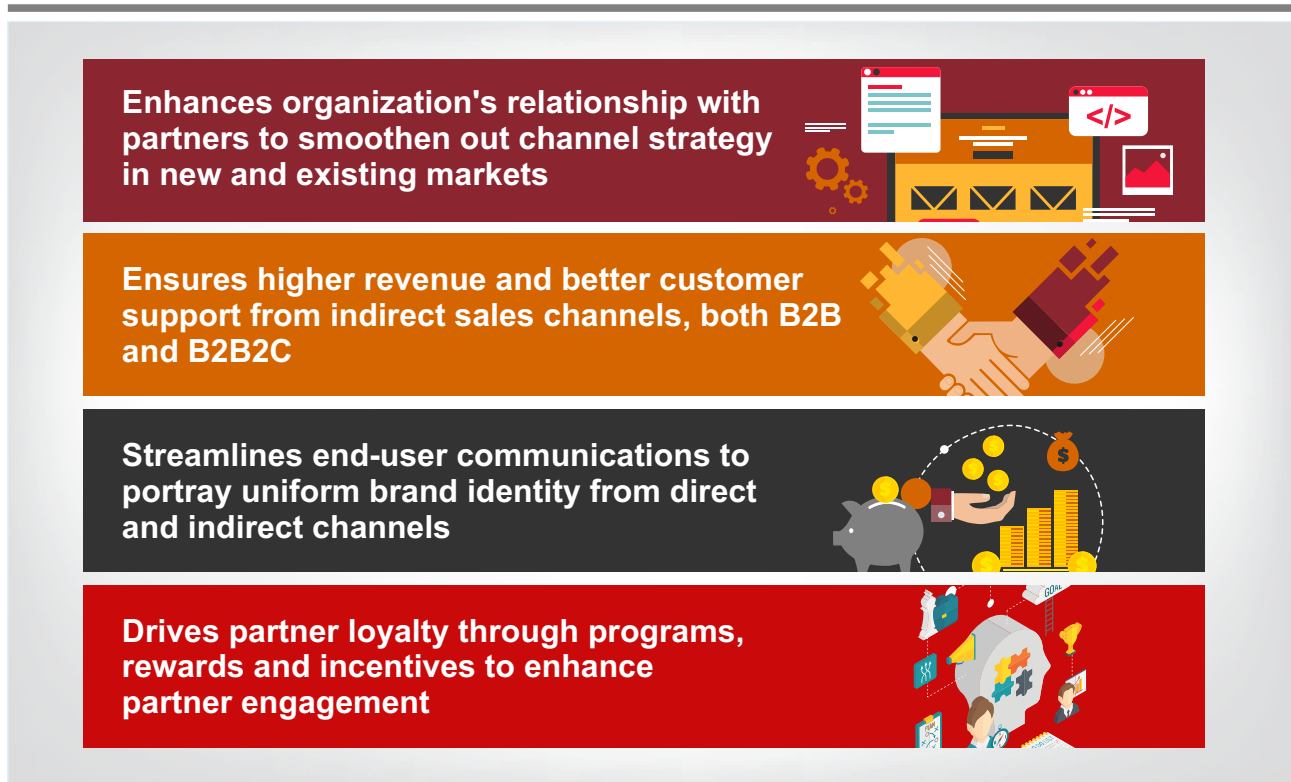 Enhances organization's relationship with
partners to smoothen out channel strategy
in new and existing markets
</>
Ensures higher revenue and better customer
support from indirect sales channels, both B2B
and B2B2C
Streamlines end-user communications to
portray uniform brand identity from direct
and indirect channels
$
$
$
$
$
$
$
$
Drives partner loyalty through programs,
rewards and incentives to enhance
partner engagement
GOAL
PLAN